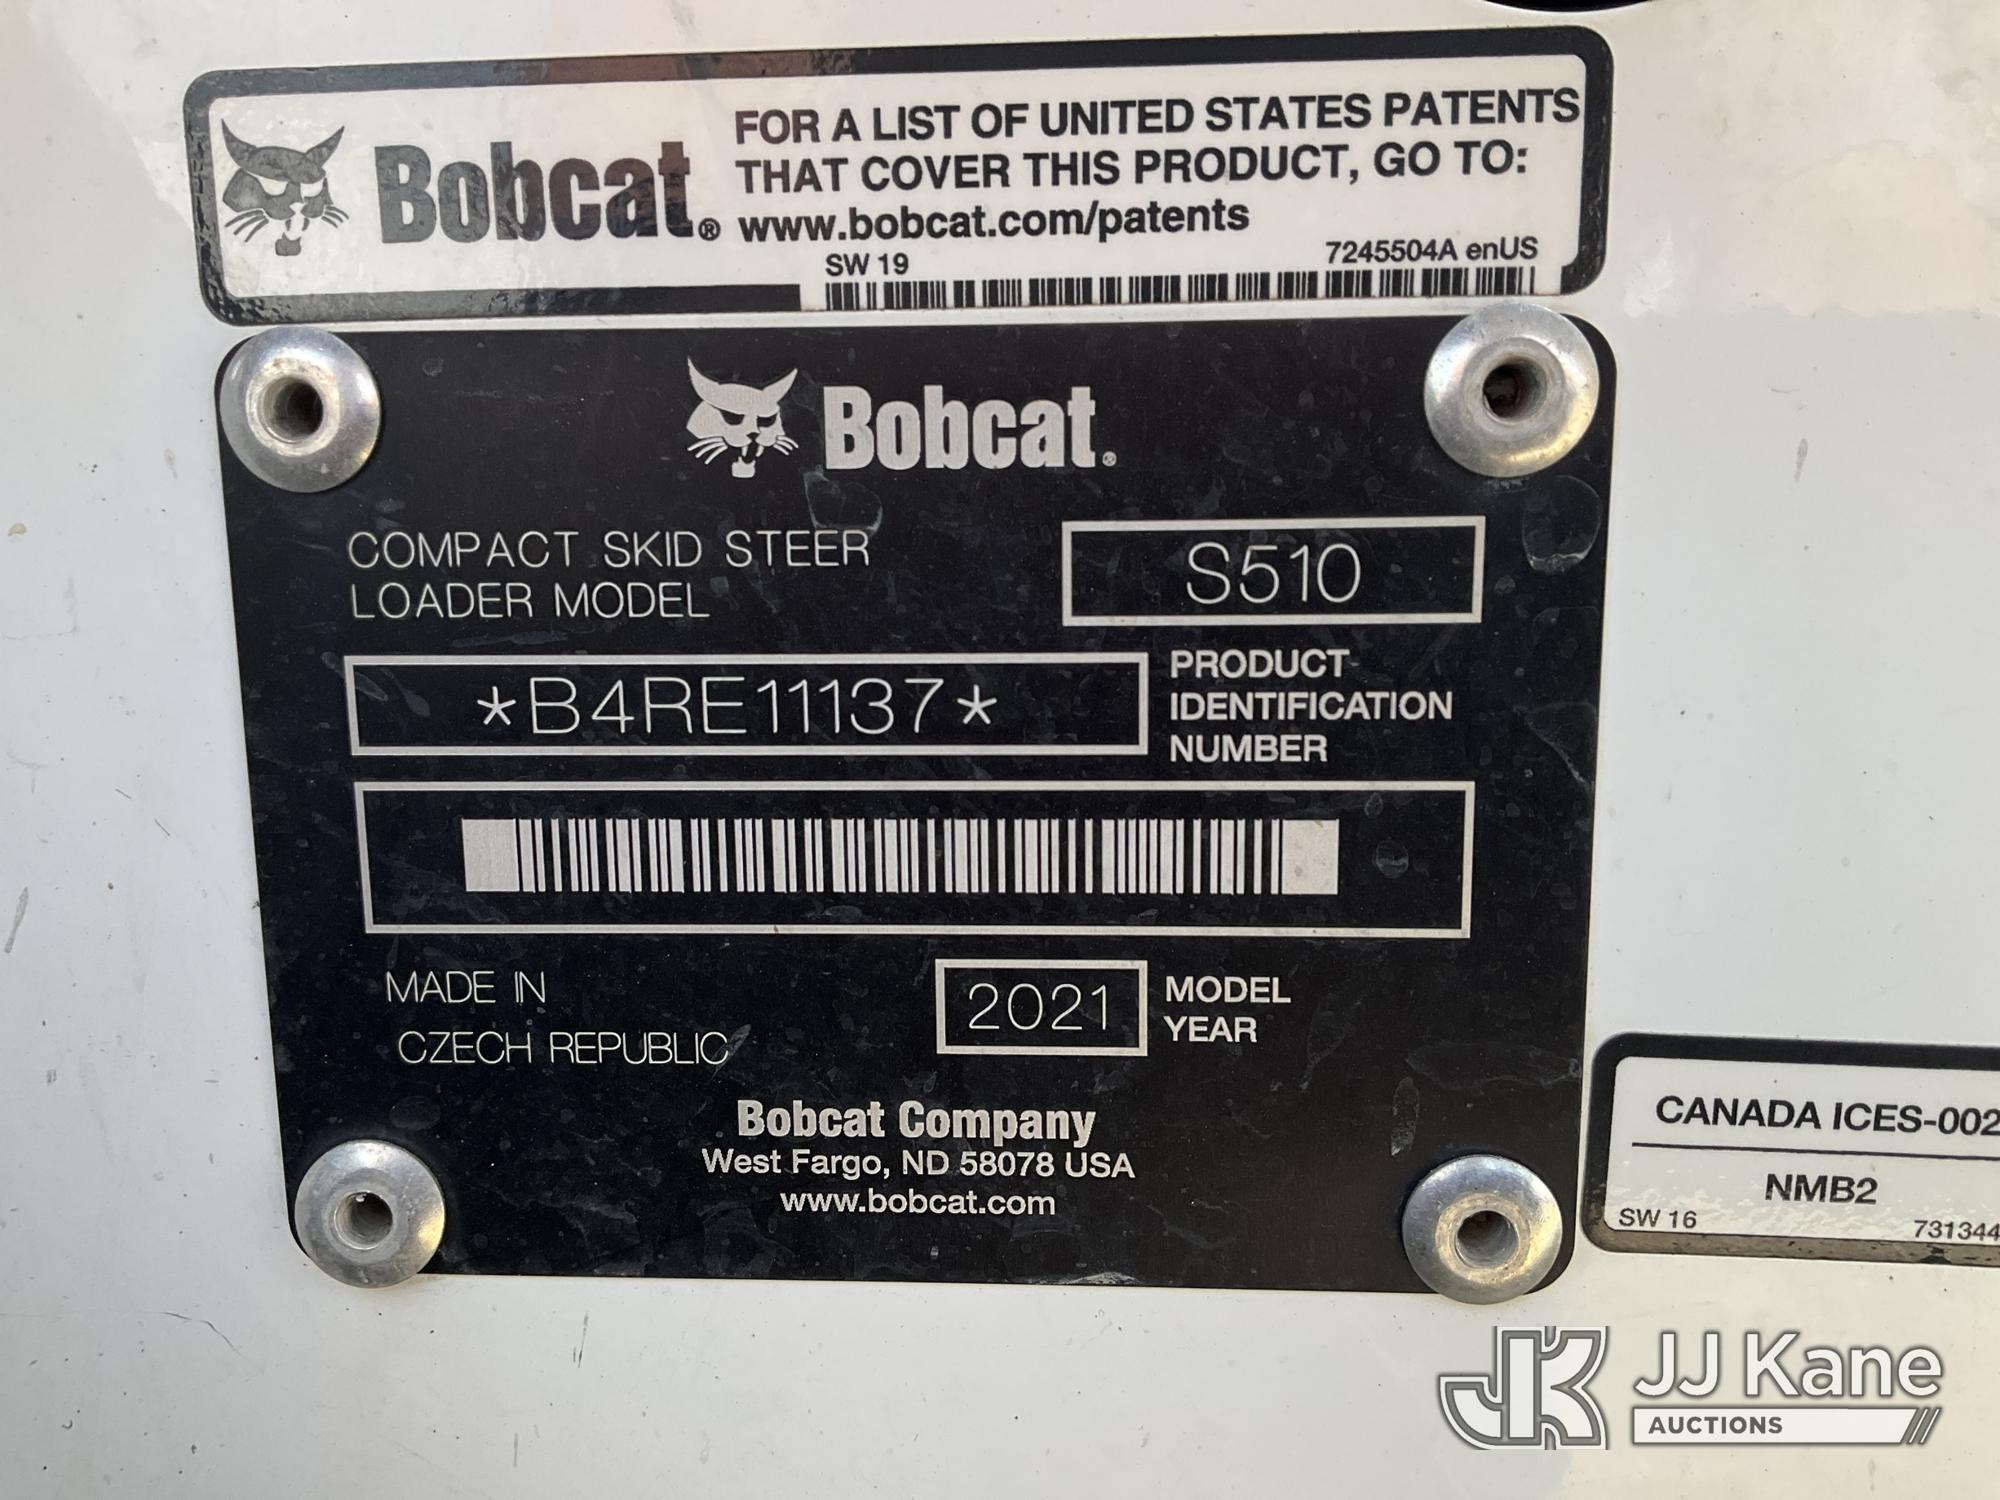 Bobcat®
FOR A LIST OF UNITED STATES PATENTS
THAT COVER THIS PRODUCT, GO TO:
www.bobcat.com/patents
SW 19
7245504A enUS
Bobcat®
COMPACT SKID STEER
LOADER MODEL
S510
*B4RE11137*
PRODUCT
IDENTIFICATION
NUMBER
MADE IN
CZECH REPUBLIC
2021
MODEL
YEAR
Bobcat Company
West Fargo, ND 58078 USA
www.bobcat.com
CANADA ICES-002
NMB2
SW 16
731344
JK
JJ Kane
AUCTIONS